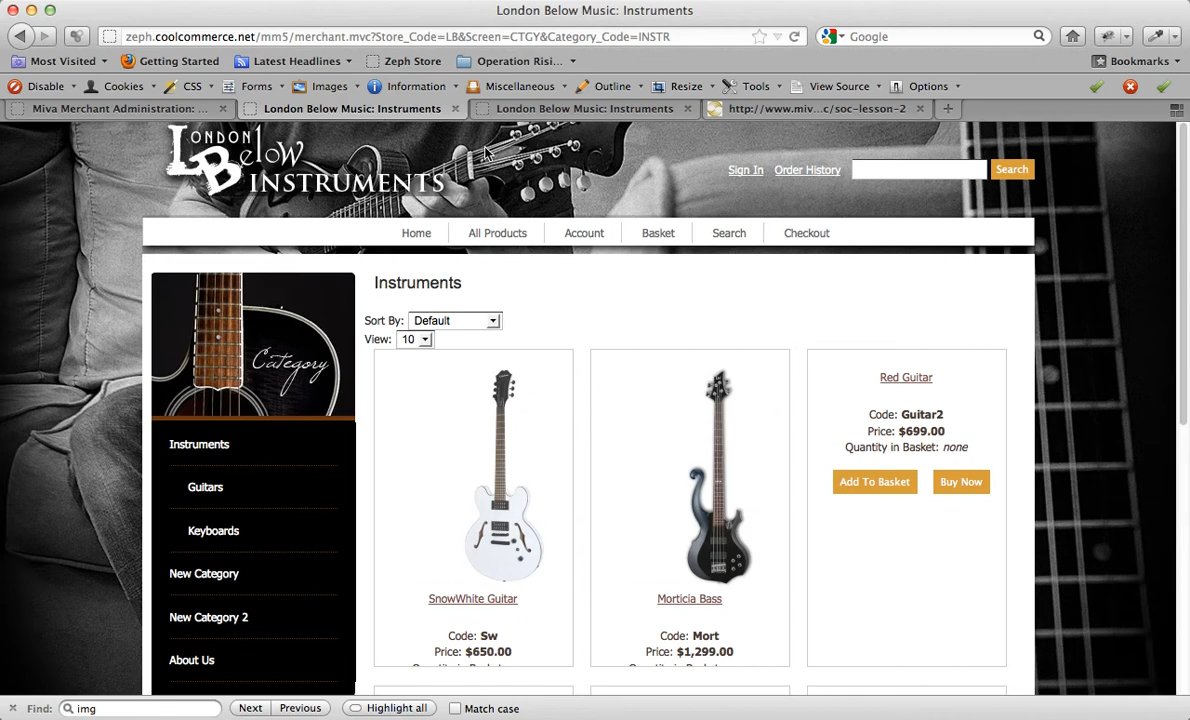 London Below Music: Instruments
zeph.coolcommerce.net/mm5/merchant.mvc?Store_Code=LB&Screen=CTGY&Category_Code=INSTR
Google
Most Visited
Getting Started
Latest Headlines
Zeph Store
Operation Risi...
Bookmarks
Disable
Cookies
CSS
Forms
Images
Information
Miscellaneous
Outline
Resize
Tools
View Source
Options
Miva Merchant Administration: ...
London Below Music: Instruments
London Below Music: Instruments
http://www.miv...c/soc-lesson-2
LONDON
Below
INSTRUMENTS
Sign In
Order History
Search
Home
All Products
Account
Basket
Search
Checkout
Category
Instruments
Guitars
Keyboards
New Category
New Category 2
About Us
Instruments
Sort By: Default
View: 10
SnowWhite Guitar
Code: Sw
Price: $650.00
Morticia Bass
Code: Mort
Price: $1,299.00
Red Guitar
Code: Guitar2
Price: $699.00
Quantity in Basket: none
Add To Basket
Buy Now
Find: img
Next
Previous
Highlight all
Match case